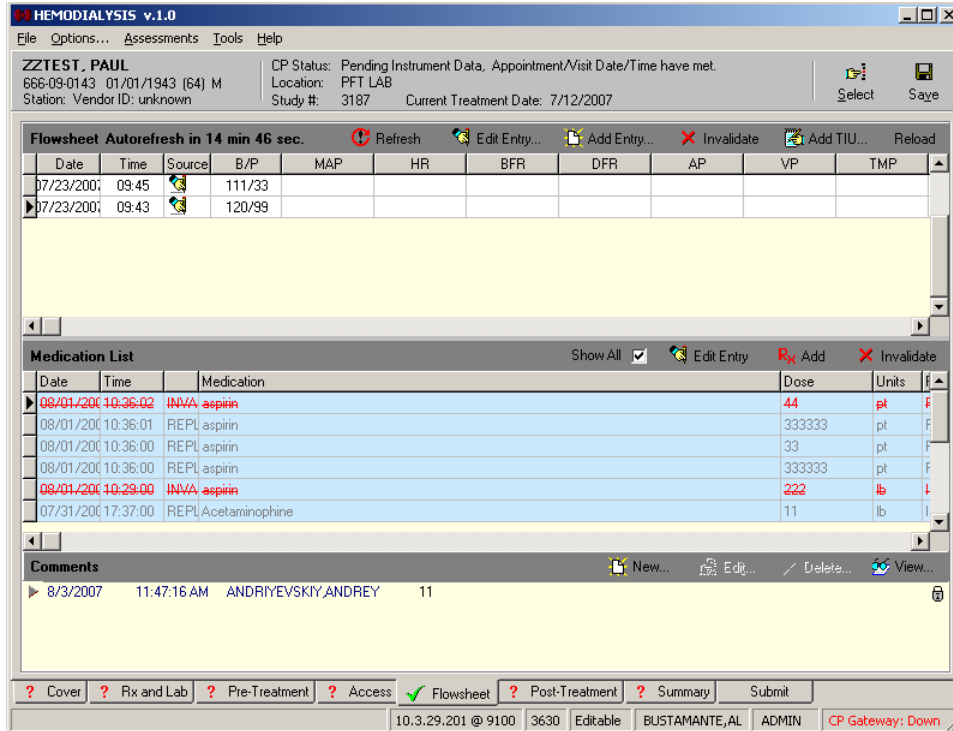 HEMODIALYSIS v.1.0
File Options... Assessments Tools Help
ZZTEST, PAUL
666-09-0143 01/01/1943 (64) M
Station: Vendor ID: unknown
CP Status: Pending Instrument Data, Appointment/Visit Date/Time have met.
Location: PFT LAB
Study #: 3187 Current Treatment Date: 7/12/2007
Select Save
Flowsheet Autorefresh in 14 min 46 sec. Refresh Edit Entry... Add Entry... Invalidate Add TIU... Reload
Date Time Source B/P MAP HR BFR DFR AP VP TMP
07/23/2007 09:45 111/33
07/23/2007 09:43 120/99
Medication List Show All Edit Entry Rx Add Invalidate
Date Time Medication Dose Units
08/01/200 10:36:02 INVA aspirin 44 pt
08/01/200 10:36:01 REPL aspirin 333333 pt
08/01/200 10:36:00 REPL aspirin 33 pt
08/01/200 10:36:00 REPL aspirin 333333 pt
08/01/200 10:29:00 INVA aspirin 222 lb
07/31/200 17:37:00 REPL Acetaminophine 11 lb
Comments New... Edit... Delete... View...
8/3/2007 11:47:16 AM ANDRIYEVSKIY,ANDREY 11
? Cover ? Rx and Lab ? Pre-Treatment ? Access Flowsheet ? Post-Treatment ? Summary Submit
10.3.29.201 @ 9100 3630 Editable BUSTAMANTE,AL ADMIN CP Gateway: Down